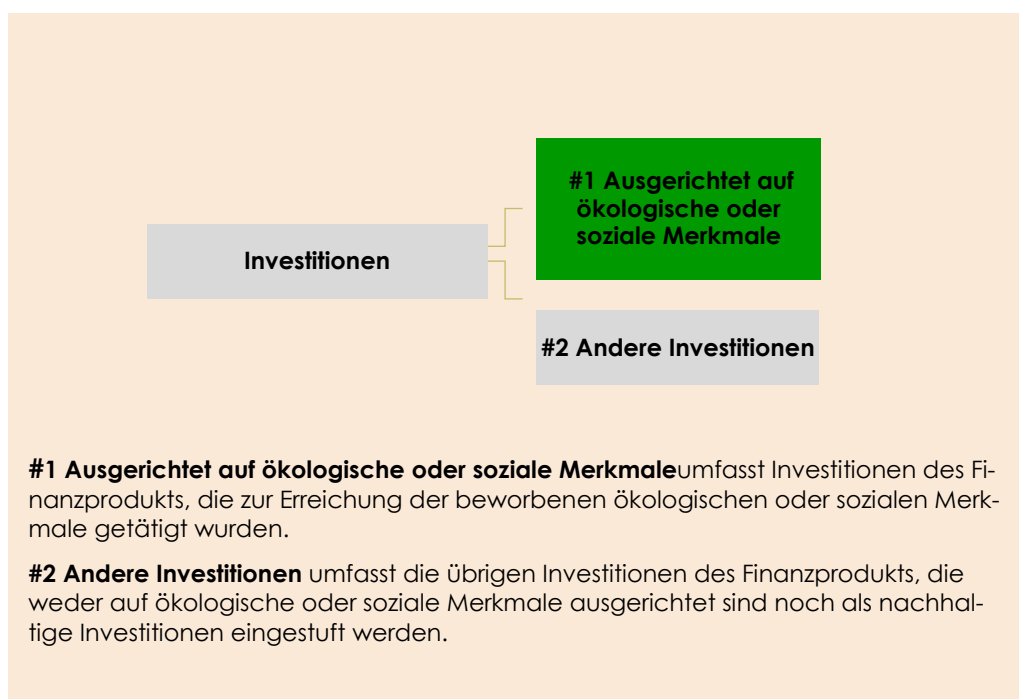 #1 Ausgerichtet auf
ökologische oder
soziale Merkmale
Investitionen
#2 Andere Investitionen
#1 Ausgerichtet auf ökologische oder soziale Merkmaleumfasst Investitionen des Fi-
nanzprodukts, die zur Erreichung der beworbenen ökologischen oder sozialen Merk-
male getätigt wurden.
#2 Andere Investitionen umfasst die übrigen Investitionen des Finanzprodukts, die
weder auf ökologische oder soziale Merkmale ausgerichtet sind noch als nachhal-
tige Investitionen eingestuft werden.